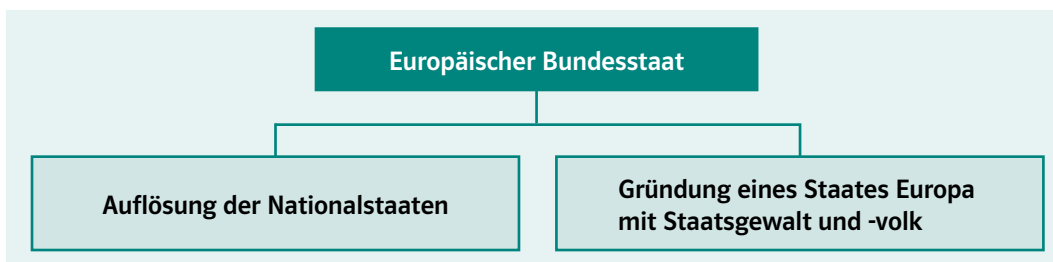 Europäischer Bundesstaat
Auflösung der Nationalstaaten
Gründung eines Staates Europa
mit Staatsgewalt und -volk